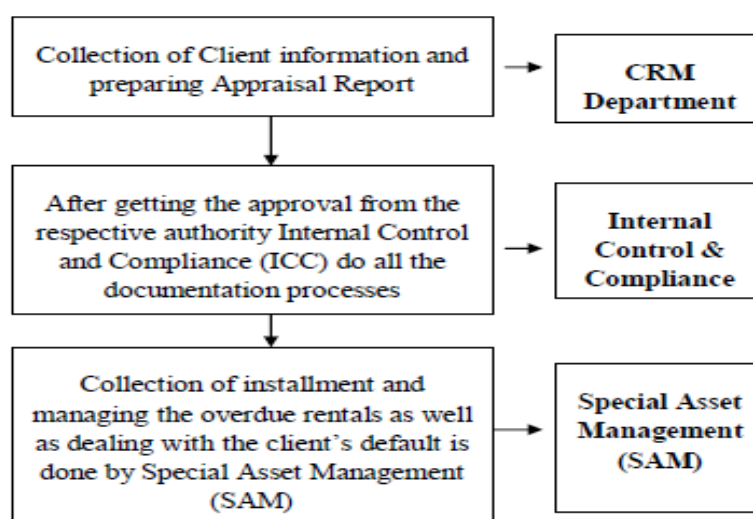 Collection of Client information and
preparing Appraisal Report
CRM
Department
After getting the approval from the
respective authority Internal Control
and Compliance (ICC) do all the
documentation processes
Internal
Control &
Compliance
Collection of installment and
managing the overdue rentals as well
as dealing with the client's default is
done by Special Asset Management
(SAM)
Special Asset
Management
(SAM)